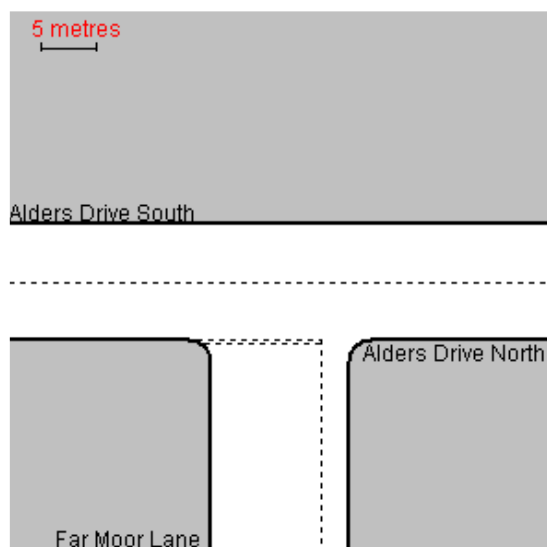 5 metres
Alders Drive South
Alders Drive North
Far Moor Lane